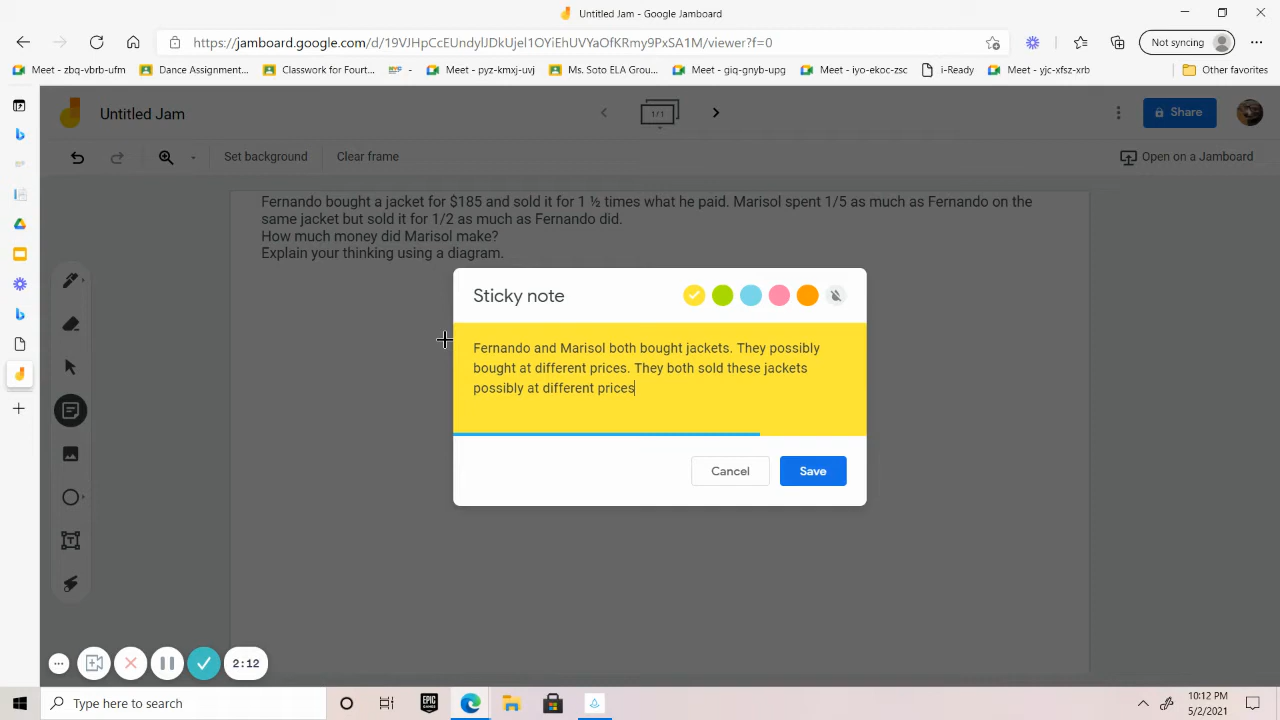 Untitled Jam - Google Jamboard
https://jamboard.google.com/d/19VJHpCcEUndylJDkUjel1OYiEhUVYaOfKRmy9PxSA1M/viewer?f=0
Not syncing
Meet - zbq-vbrb-ufm
Dance Assignment...
Classwork for Fourt...
Meet - pyz-kmxj-uvj
Ms. Soto ELA Grou...
Meet - giq-gnyb-upg
Meet - iyo-ekoc-zsc
i-Ready
Meet - yjc-xfsz-xrb
Other favorites
Untitled Jam
1/1
Share
Set background
Clear frame
Open on a Jamboard
Fernando bought a jacket for $185 and sold it for 1 ½ times what he paid. Marisol spent 1/5 as much as Fernando on the
same jacket but sold it for 1/2 as much as Fernando did.
How much money did Marisol make?
Explain your thinking using a diagram.
Sticky note
Fernando and Marisol both bought jackets. They possibly
bought at different prices. They both sold these jackets
possibly at different prices
Cancel
Save
2:12
Type here to search
EPIC
GAMES
10:12 PM
5/2/2021